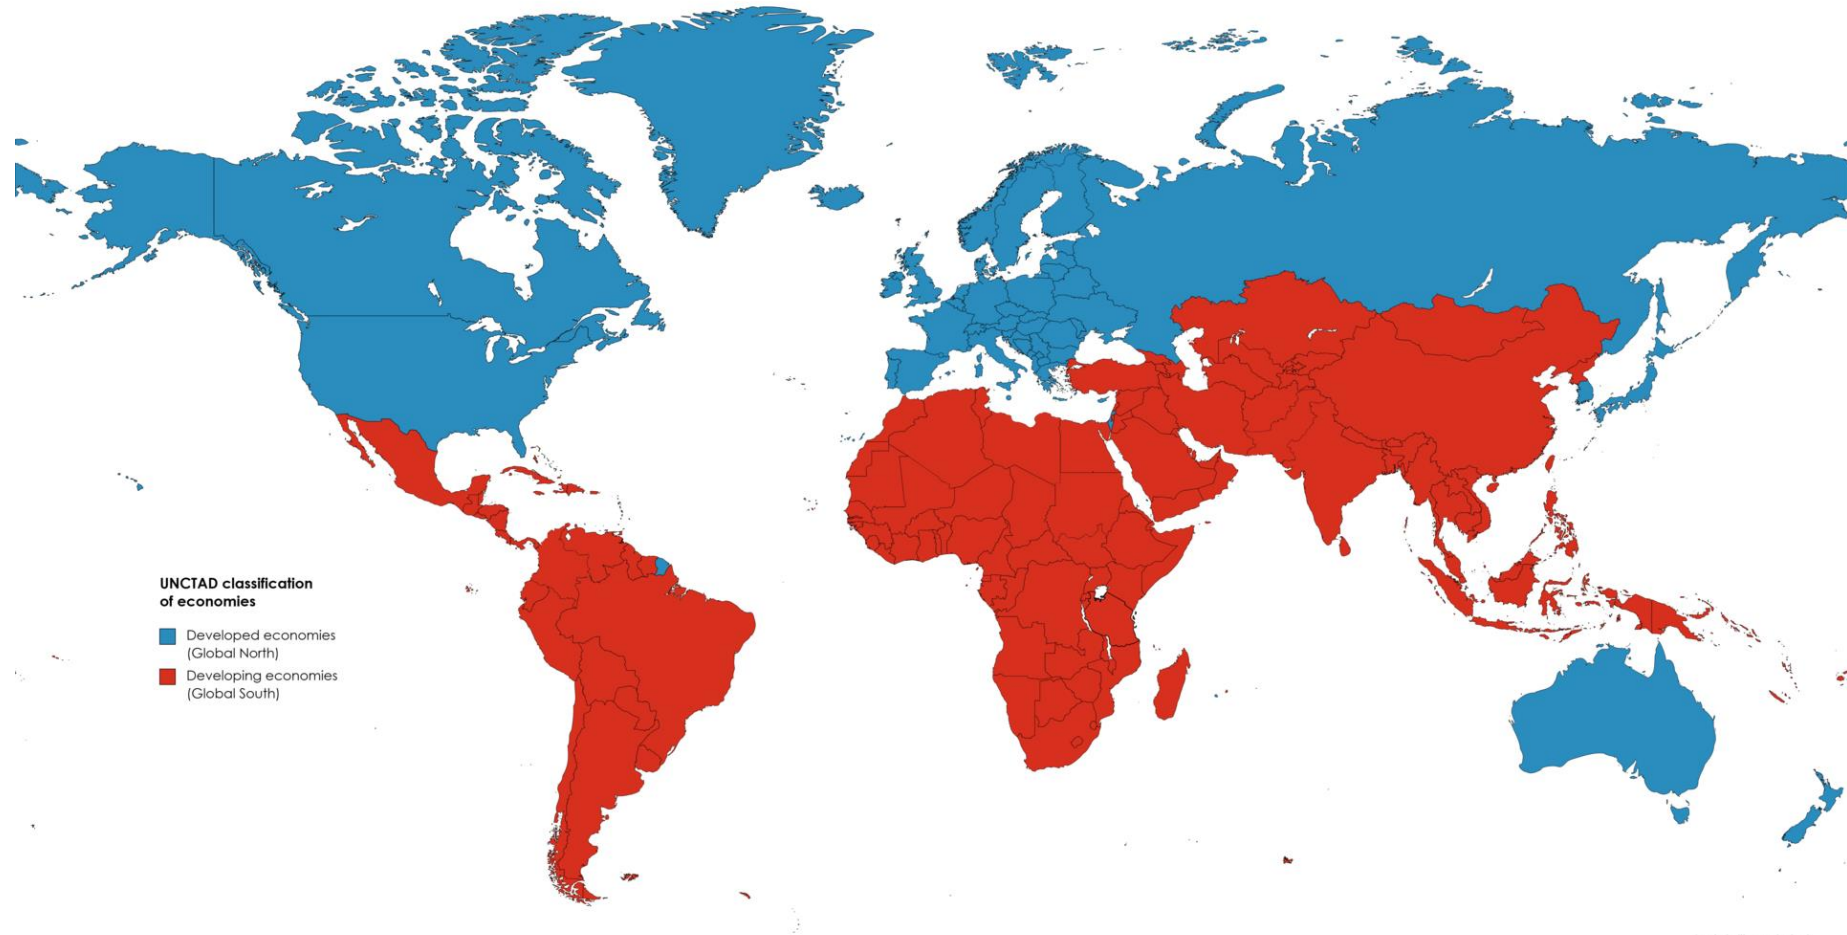 UNCTAD classification
of economies
Developed economies
(Global North)
Developing economies
(Global South)